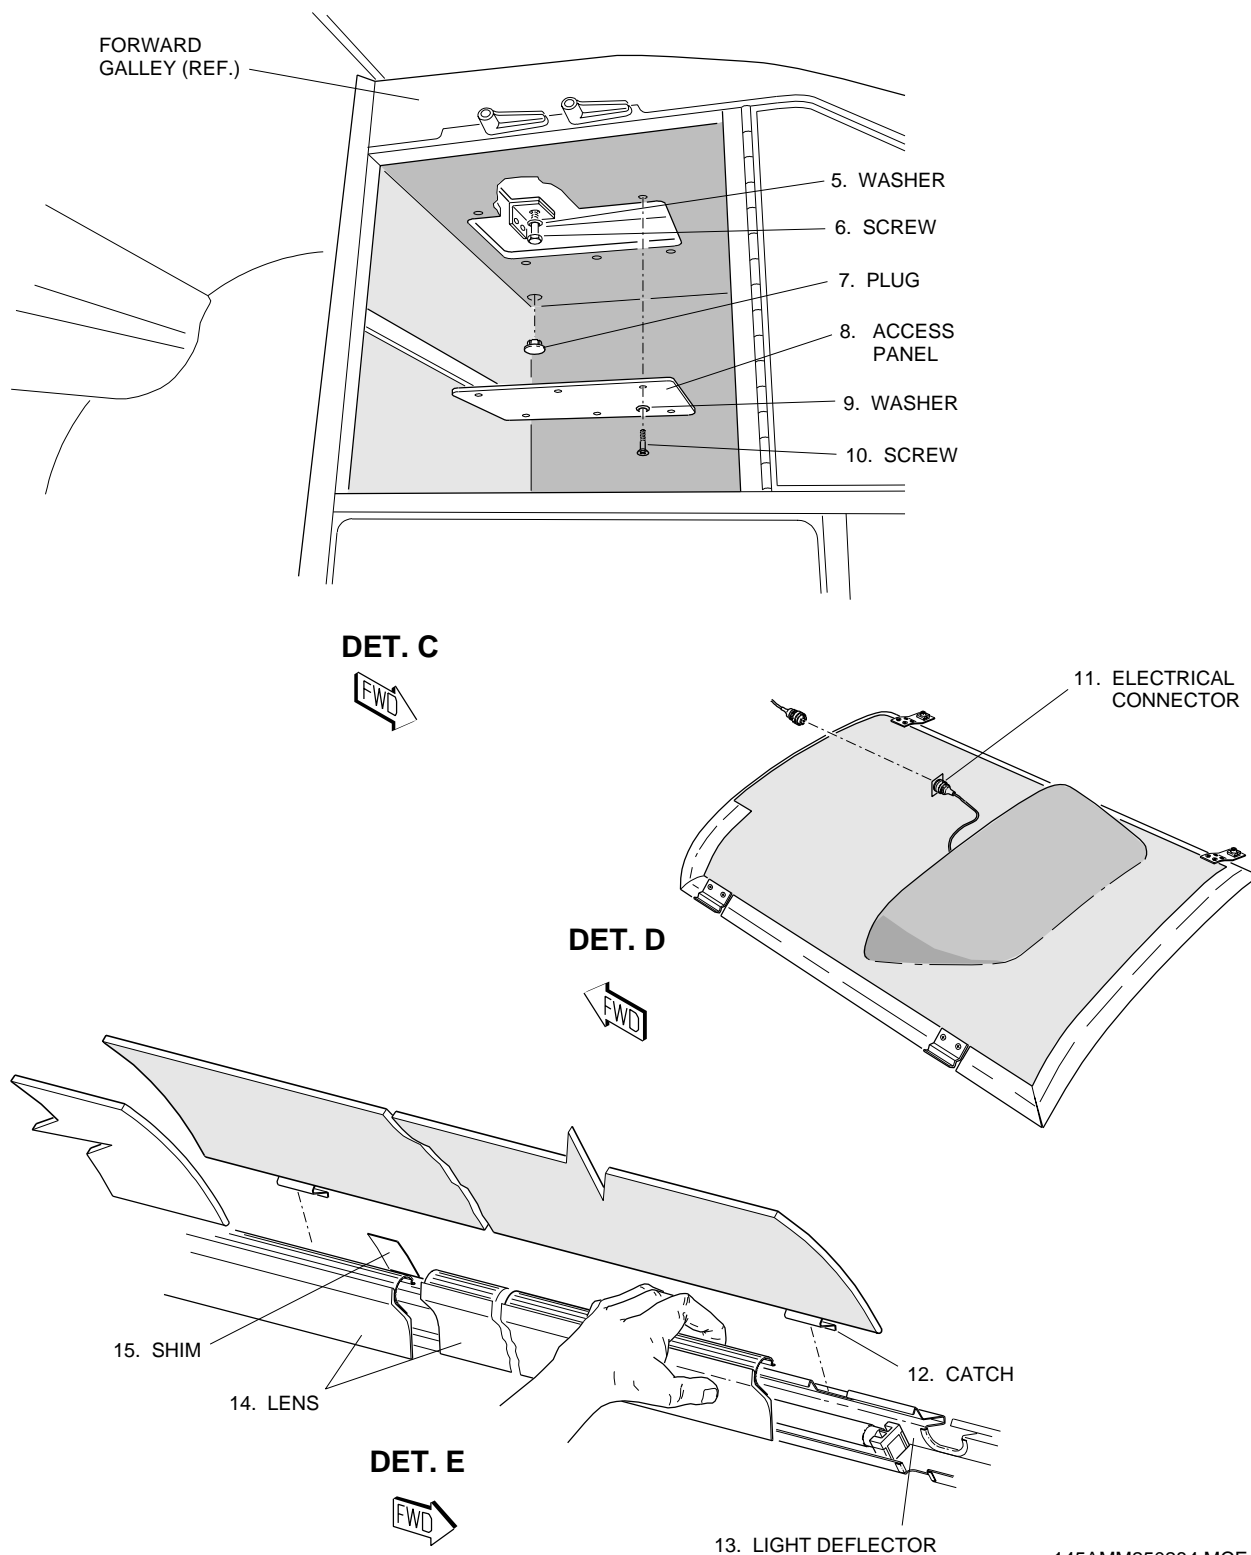 FORWARD
GALLEY (REF.)
5. WASHER
6. SCREW
7. PLUG
8. ACCESS
PANEL
9. WASHER
10. SCREW
DET. C
FWD
11. ELECTRICAL
CONNECTOR
DET. D
FWD
12. CATCH
15. SHIM
14. LENS
DET. E
FWD
13. LIGHT DEFLECTOR